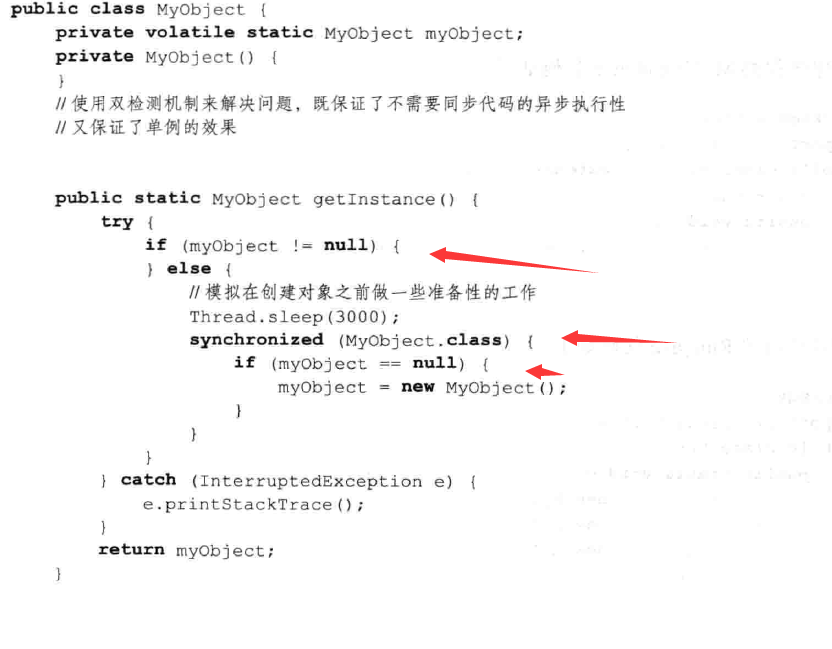 public class MyObject {
private volatile static MyObject myObject;
private MyObject() {
}
// 使用双检测机制来解决问题，既保证了不需要同步代码的异步执行性
// 又保证了单例的效果
public static MyObject getInstance() {
try {
if (myObject != null) {
} else {
// 模拟在创建对象之前做一些准备性的工作
Thread.sleep(3000);
synchronized (MyObject.class) {
if (myObject == null) {
myObject = new MyObject();
}
}
}
} catch (InterruptedException e) {
e.printStackTrace();
}
return myObject;
}